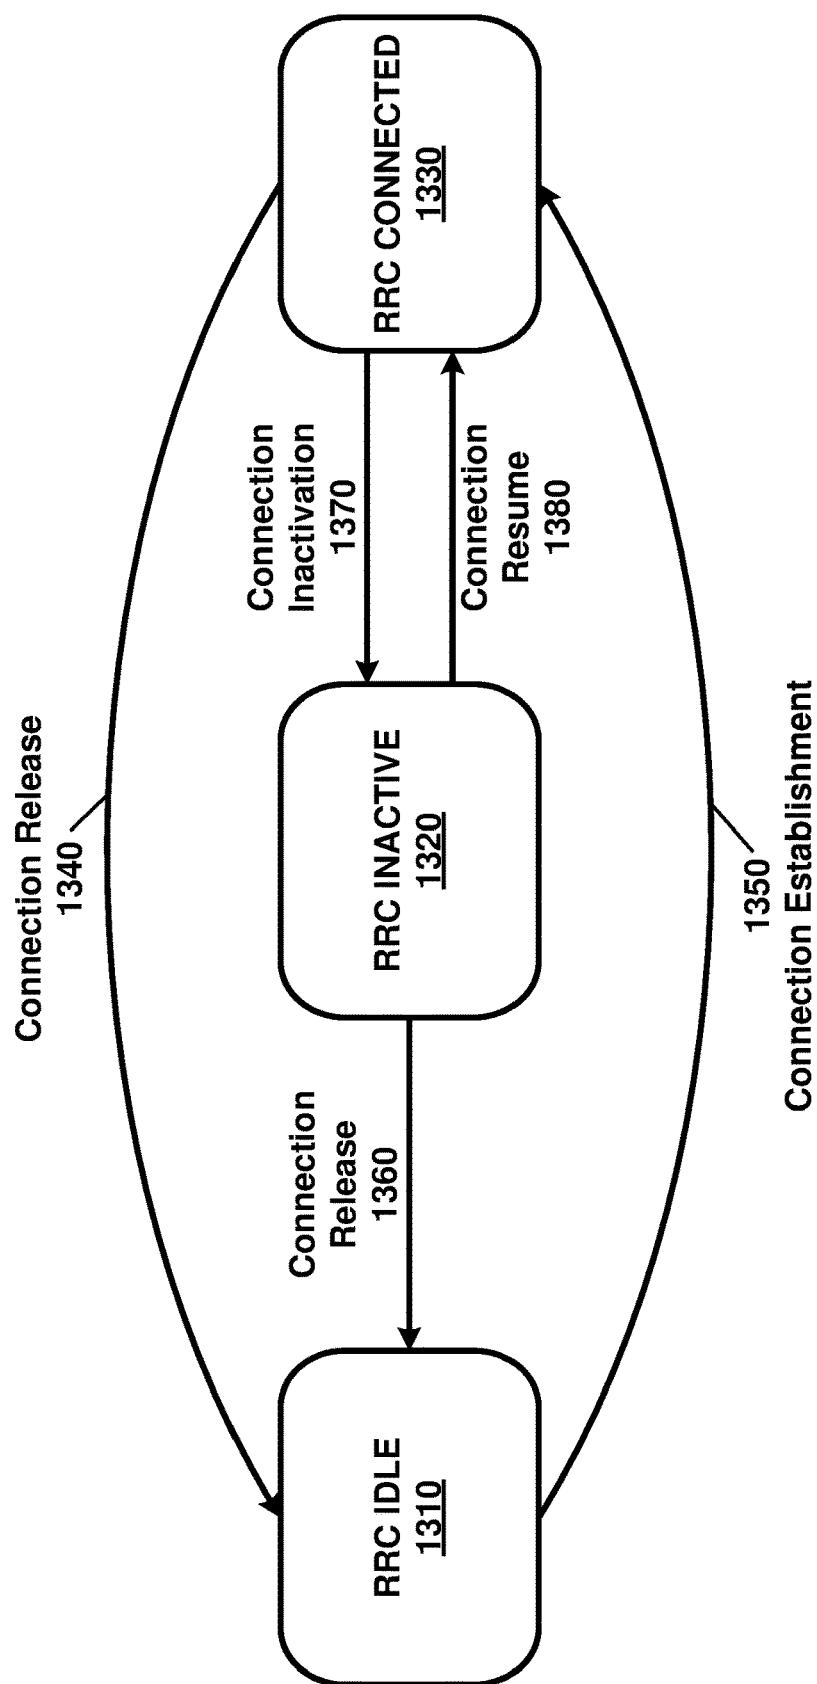 Connection Release
1340
RRC IDLE
1310
Connection
Release
1360
RRC INACTIVE
1320
Connection
Inactivation
1370
Connection
Resume
1380
RRC CONNECTED
1330
1350
Connection Establishment